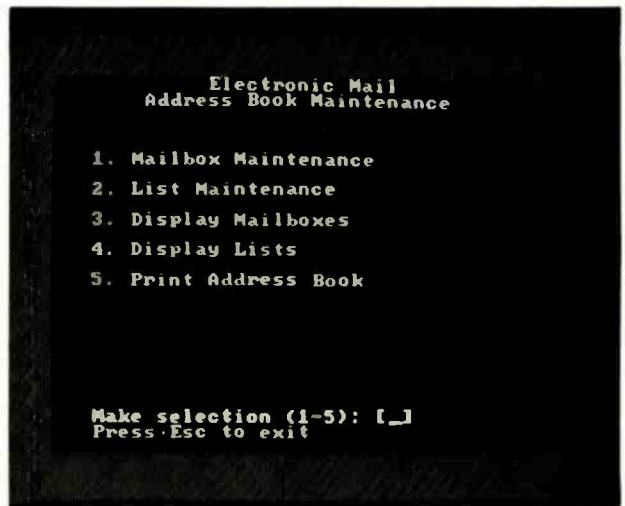 Electronic Mail
Address Book Maintenance
1. Mailbox Maintenance
2. List Maintenance
3. Display Mailboxes
4. Display Lists
5. Print Address Book
Make selection (1-5): [_]
Press Esc to exit